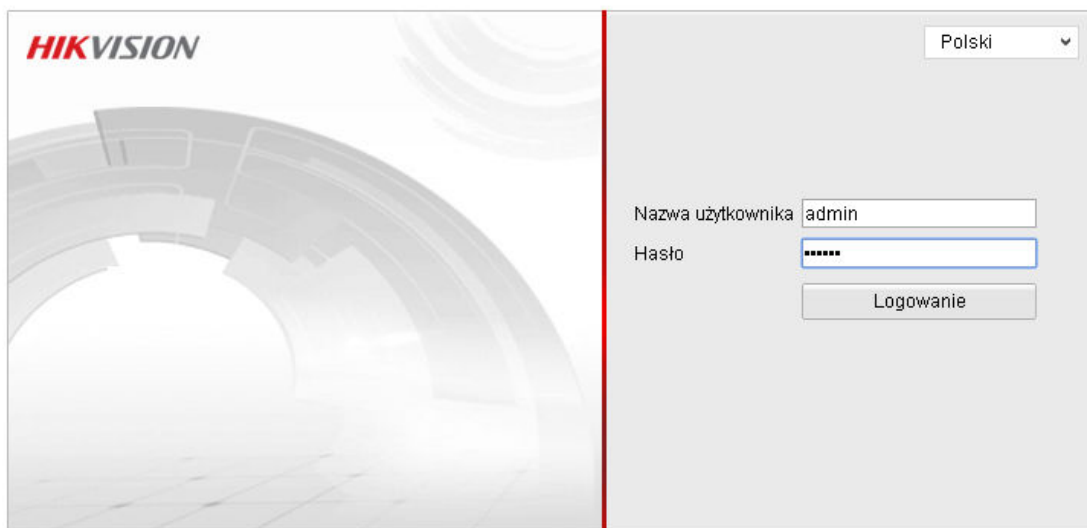 HIKVISION
Polski
Nazwa użytkownika admin
Hasło ••••••
Logowanie